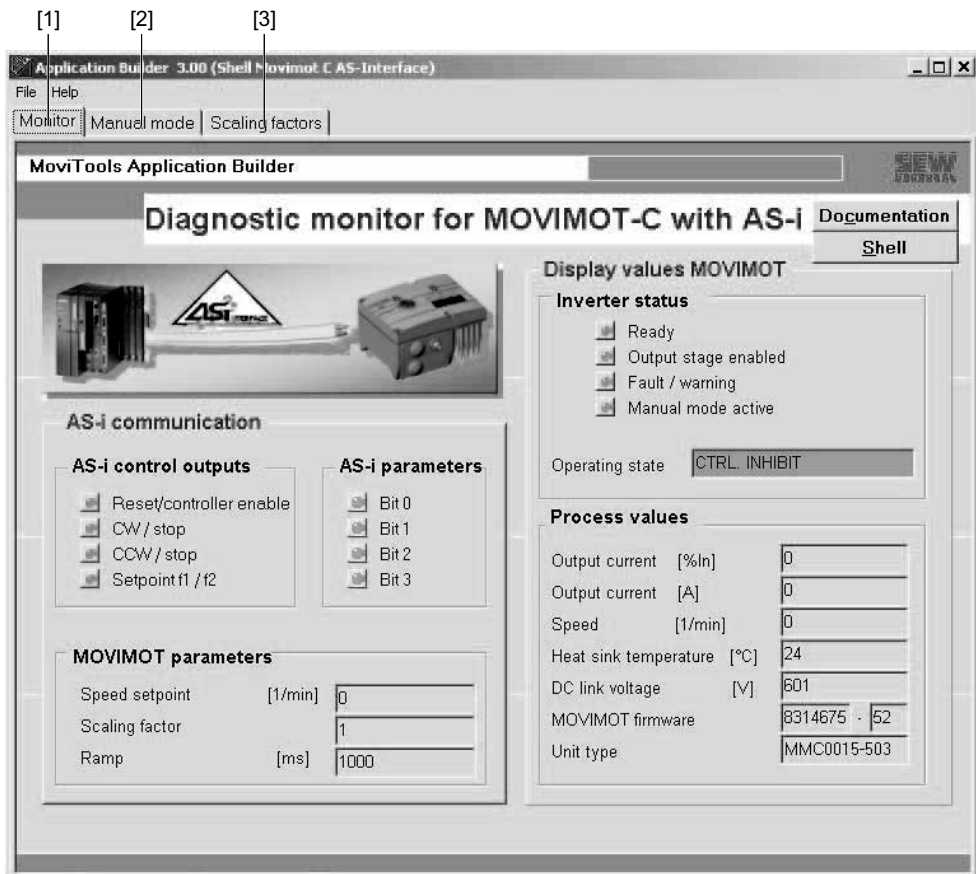 [1] [2] [3]
Application Builder 3.00 (Shell Movimot C AS-Interface)
File Help
Monitor Manual mode Scaling factors
MoviTools Application Builder
SEW
EURODRIVE
Diagnostic monitor for MOVIMOT-C with AS-i
Documentation
Shell
ASi
INTERFACE
AS-i communication
AS-i control outputs
Reset/controller enable
CW / stop
CCW / stop
Setpoint f1 / f2
AS-i parameters
Bit 0
Bit 1
Bit 2
Bit 3
MOVIMOT parameters
Speed setpoint [1/min] 0
Scaling factor 1
Ramp [ms] 1000
Display values MOVIMOT
Inverter status
Ready
Output stage enabled
Fault / warning
Manual mode active
Operating state CTRL. INHIBIT
Process values
Output current [%In] 0
Output current [A] 0
Speed [1/min] 0
Heat sink temperature [°C] 24
DC link voltage [V] 601
MOVIMOT firmware 8314675 - 52
Unit type MMC0015-503